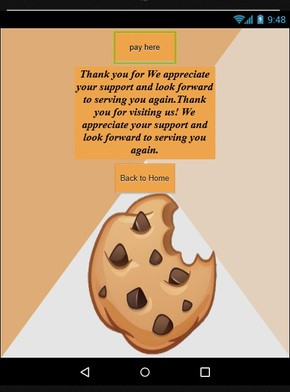 9:48
pay here
Thank you for We appreciate
your support and look forward
to serving you again.Thank
you for visiting us! We
appreciate your support and
look forward to serving you
again.
Back to Home